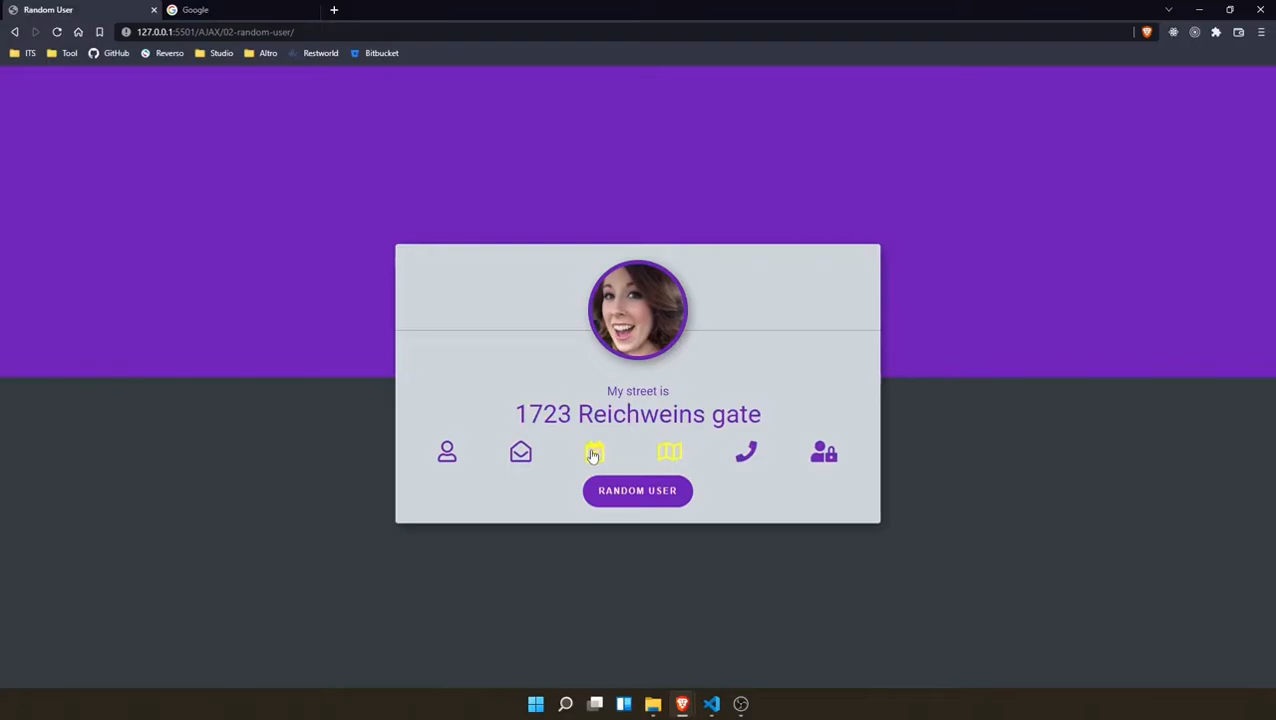 Random User
Google
127.0.0.1:5501/AJAX/02-random-user/
ITS
Tool
GitHub
Reverso
Studio
Altro
Restworld
Bitbucket
My street is
1723 Reichweins gate
RANDOM USER